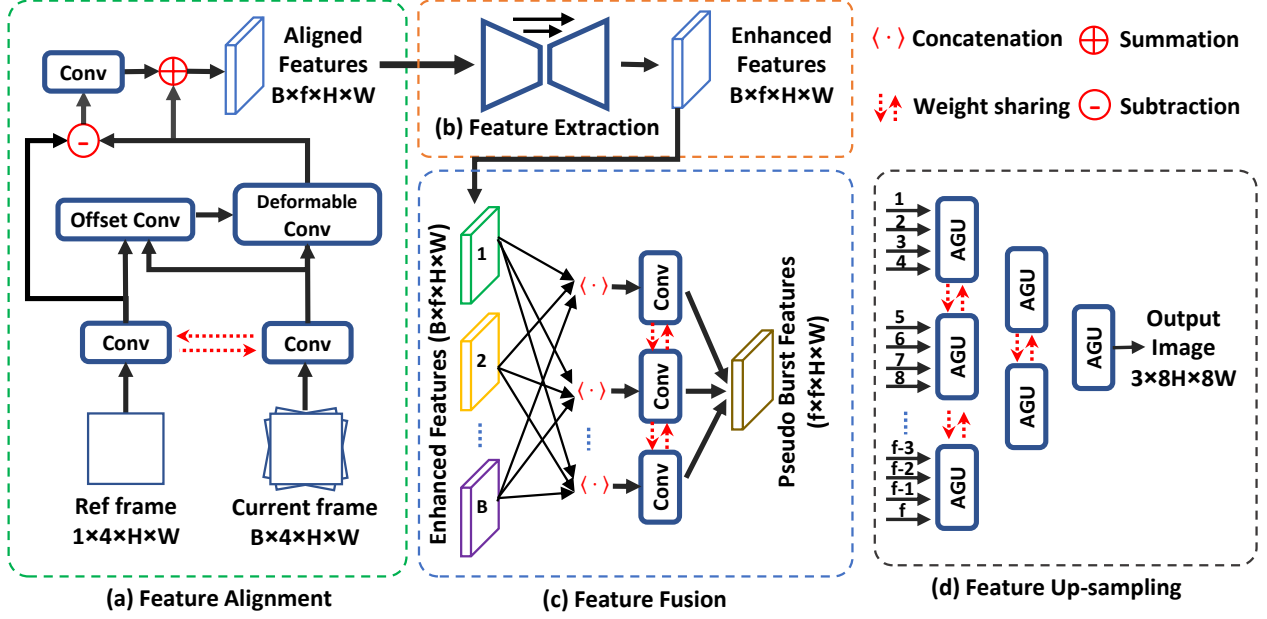 Conv
Aligned
Features
B×f×H×W
Offset Conv
Deformable
Conv
Conv
Conv
Ref frame
1×4×H×W
Current frame
B×4×H×W
(a) Feature Alignment
Enhanced
Features
B×f×H×W
(b) Feature Extraction
⟨·⟩ Concatenation
Summation
Weight sharing
- Subtraction
Enhanced Features (B×f×H×W)
1
2
B
⟨·⟩
⟨·⟩
⟨·⟩
Conv
Conv
Conv
Pseudo Burst Features
(f×f×H×W)
(c) Feature Fusion
1
2
3
4
5
6
7
8
f-3
f-2
f-1
f
AGU
AGU
AGU
AGU
AGU
AGU
Output
Image
3×8H×8W
(d) Feature Up-sampling